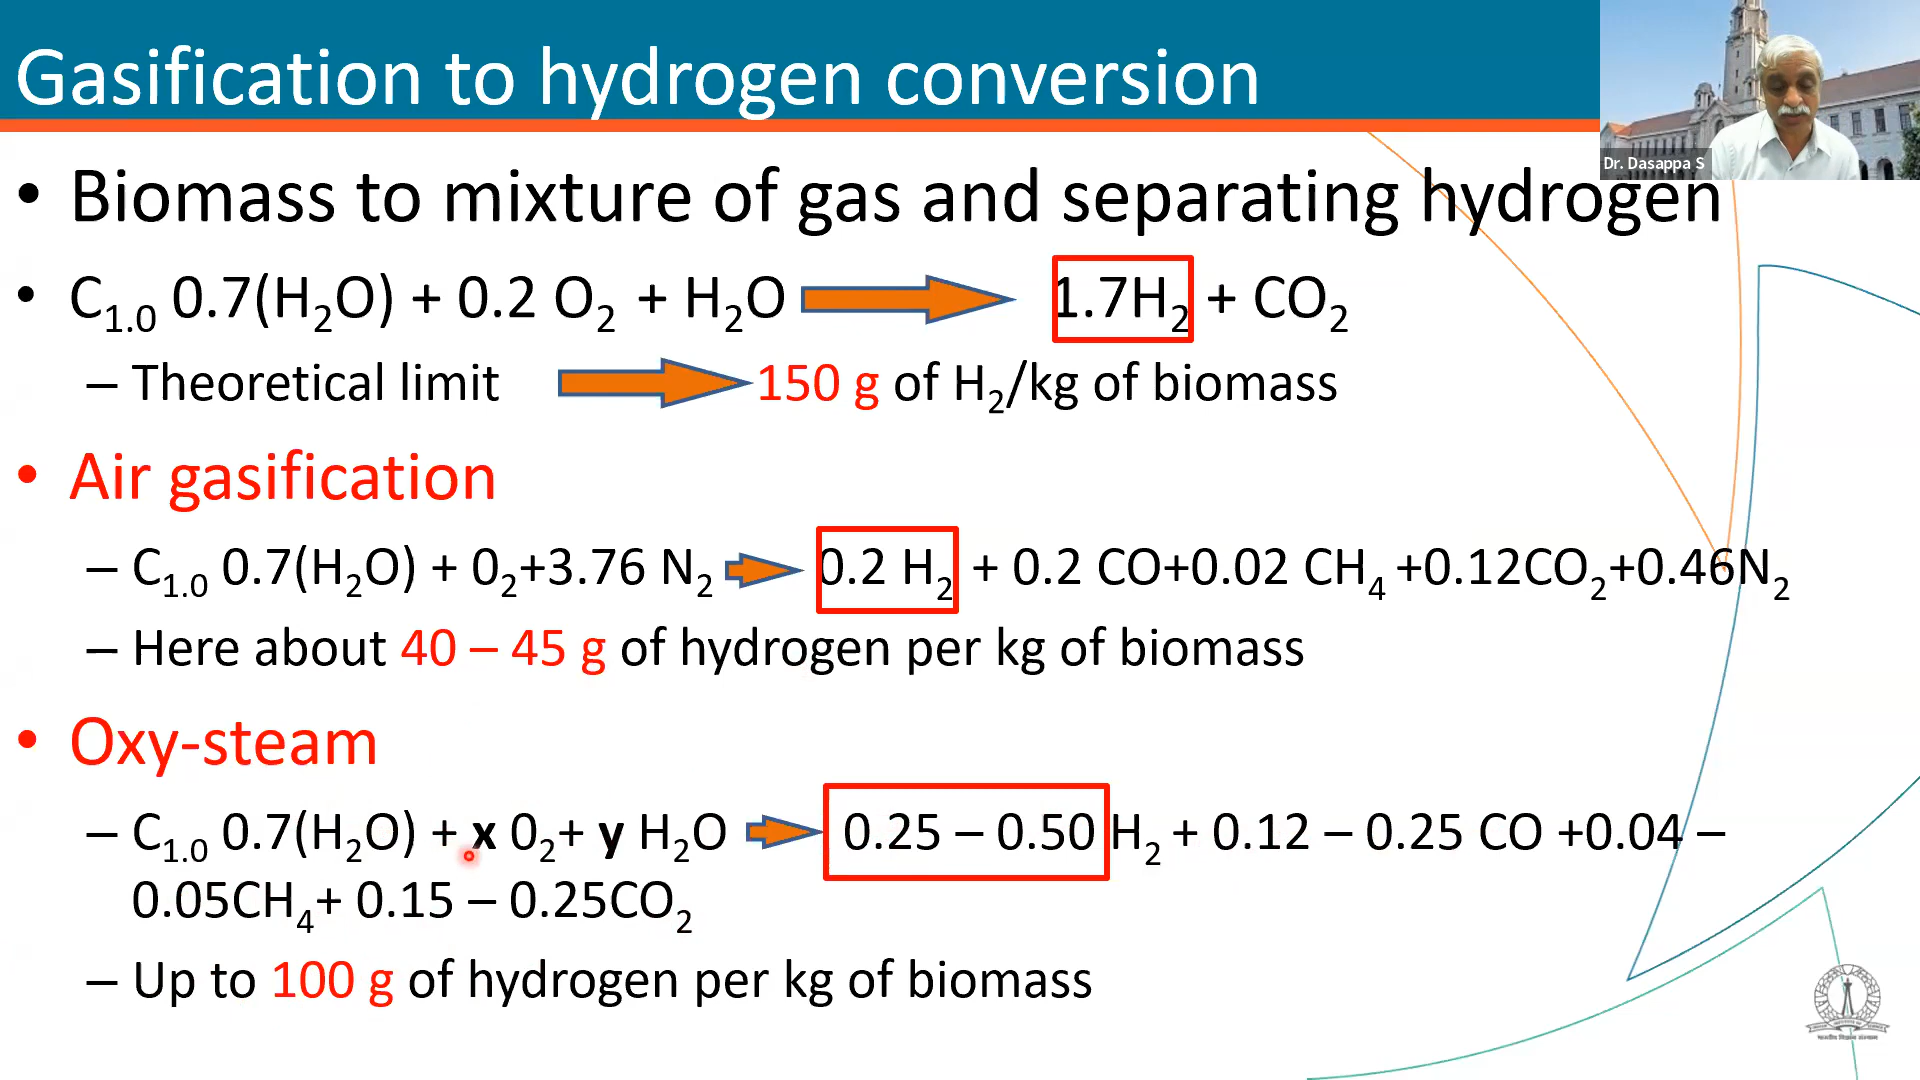 Gasification to hydrogen conversion
Dr. Dasappa S
• Biomass to mixture of gas and separating hydrogen
• C1.0 0.7(H2O) + 0.2 O2 + H2O 1.7H2 + CO2
– Theoretical limit 150 g of H2/kg of biomass
• Air gasification
– C1.0 0.7(H2O) + 02+3.76 N2 0.2 H2 + 0.2 CO+0.02 CH4 +0.12CO2+0.46N2
– Here about 40 – 45 g of hydrogen per kg of biomass
• Oxy-steam
– C1.0 0.7(H2O) + x 02+ y H2O 0.25 – 0.50 H2 + 0.12 – 0.25 CO +0.04 –
0.05CH4+ 0.15 – 0.25CO2
– Up to 100 g of hydrogen per kg of biomass